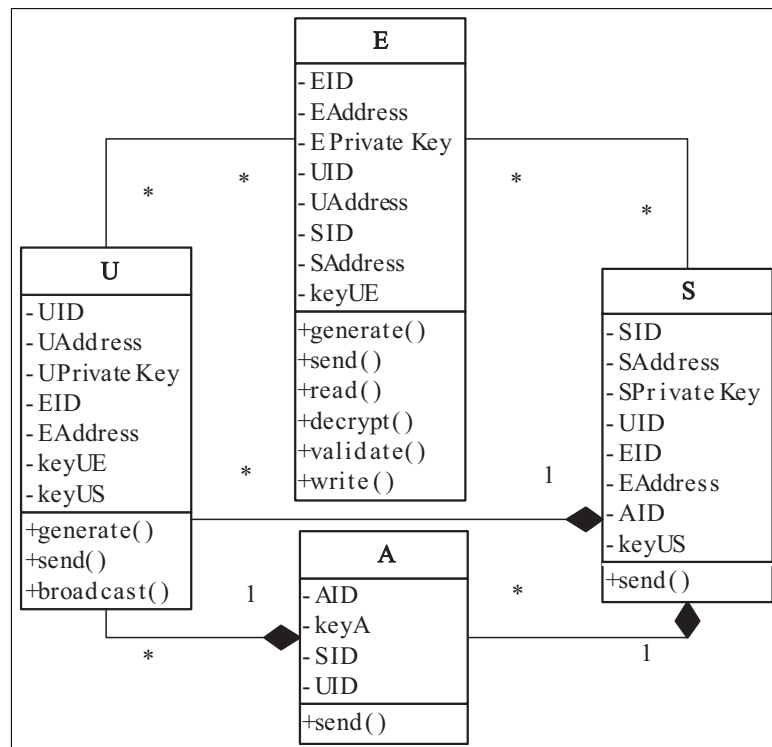 E
- EID
- EAddress
- EPrivate Key
- UID
- UAddress
- SID
- SAddress
- keyUE
+generate()
+send()
+read()
+decrypt()
+validate()
+write()
*
*
*
*
U
- UID
- UAddress
- UPrivate Key
- EID
- EAddress
- keyUE
- keyUS
+generate()
+send()
+broadcast()
S
- SID
- SAddress
- SPrivate Key
- UID
- EID
- EAddress
- AID
- keyUS
+send()
*
1
A
- AID
- keyA
- SID
- UID
+send()
1
*
*
1